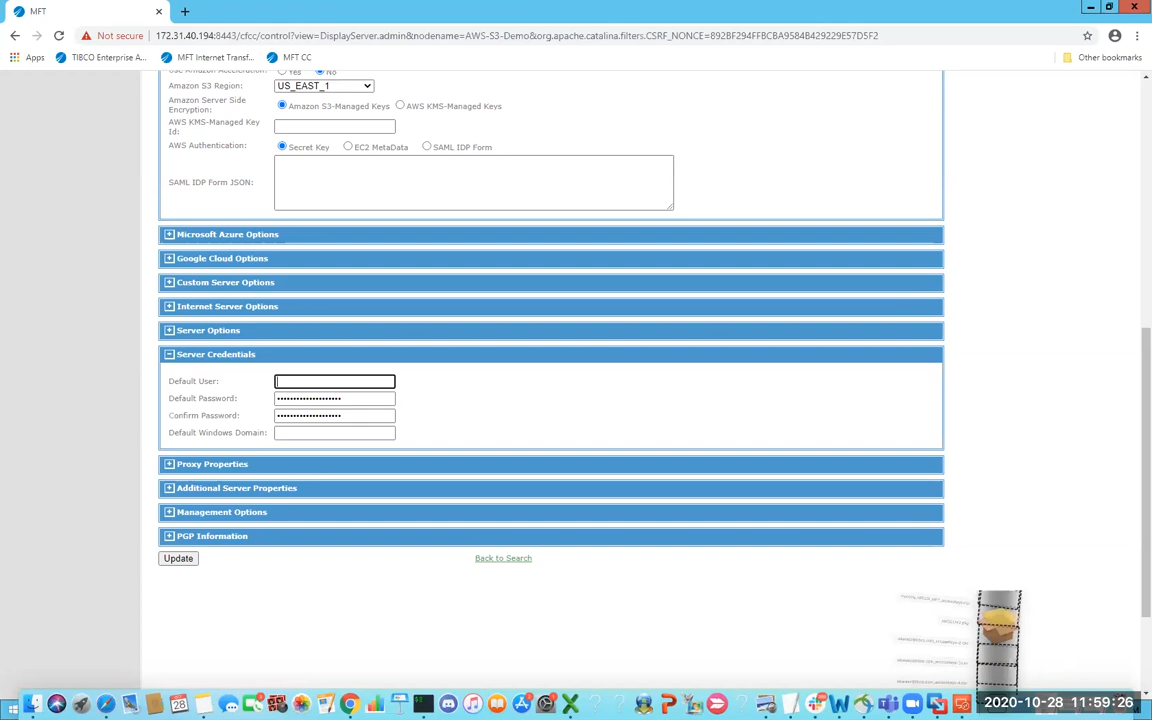 MFT
Not secure
172.31.40.194:8443/cfcc/control?view=DisplayServer.admin&nodename=AWS-S3-Demo&org.apache.catalina.filters.CSRF_NONCE=892BF294FFBCBA9584B429229E57D5F2
Apps
TIBCO Enterprise A...
MFT Internet Transf...
MFT CC
Other bookmarks
Use Amazon Acceleration: Yes No
Amazon S3 Region: US_EAST_1
Amazon Server Side
Encryption:
Amazon S3-Managed Keys AWS KMS-Managed Keys
AWS KMS-Managed Key
Id:
AWS Authentication: Secret Key EC2 MetaData SAML IDP Form
SAML IDP Form JSON:
Microsoft Azure Options
Google Cloud Options
Custom Server Options
Internet Server Options
Server Options
Server Credentials
Default User:
Default Password:
Confirm Password:
Default Windows Domain:
Proxy Properties
Additional Server Properties
Management Options
PGP Information
Update
Back to Search
2020-10-28 11:59:26